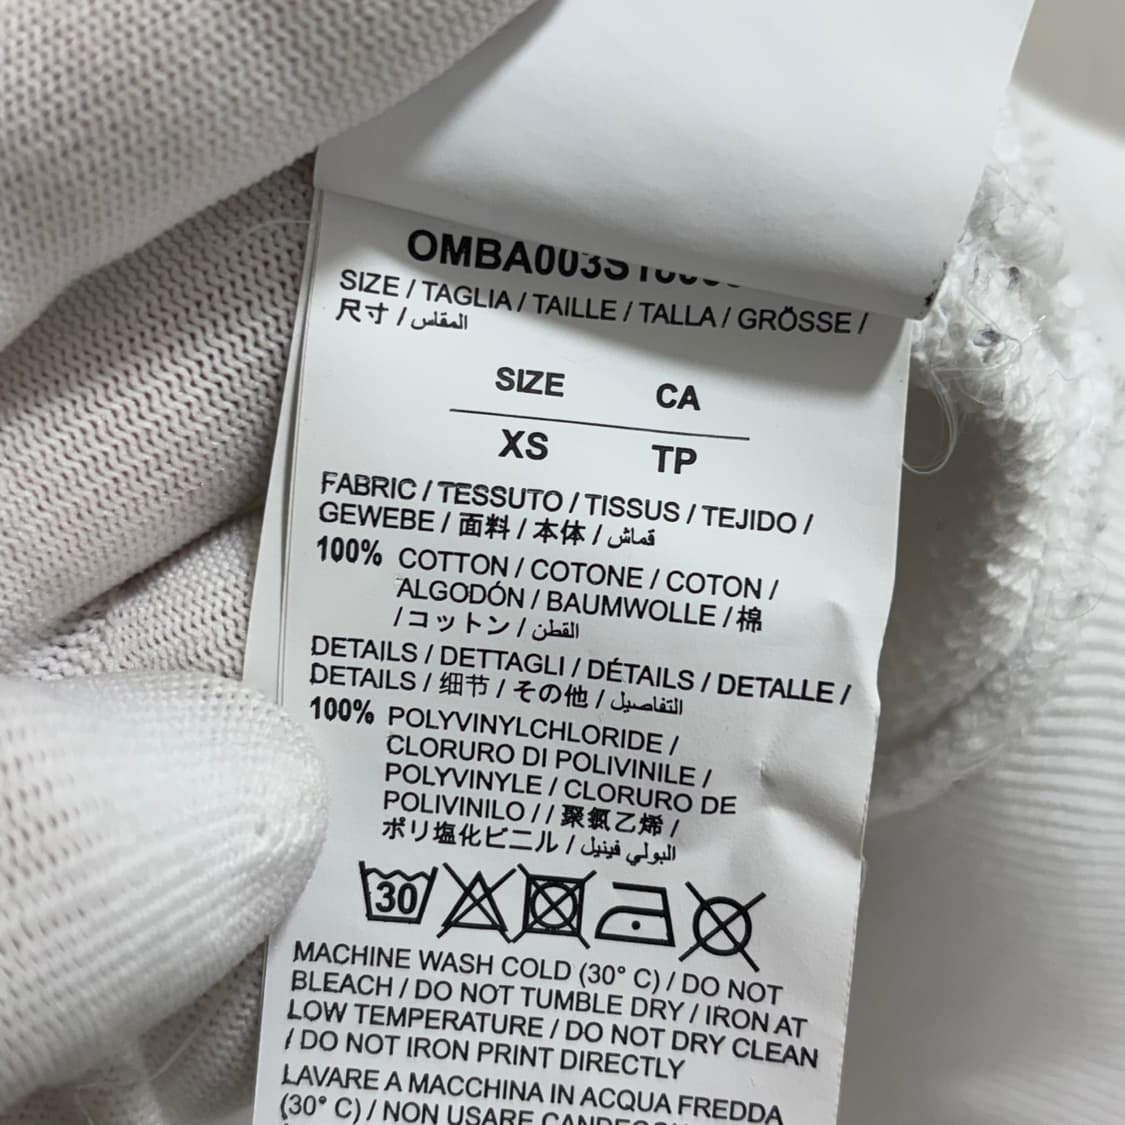 OMBA003S1
SIZE / TAGLIA / TAILLE / TALLA / GRÖSSE /
尺寸 / المقاس
SIZE CA
XS TP
FABRIC / TESSUTO / TISSUS / TEJIDO /
GEWEBE / 面料 / 本体 / قماش
100% COTTON / COTONE / COTON /
ALGODÓN / BAUMWOLLE / 棉
/ コットン / القطن
DETAILS / DETTAGLI / DÉTAILS / DETALLE /
DETAILS / 细节 / その他 / التفاصيل
100% POLYVINYLCHLORIDE /
CLORURO DI POLIVINILE /
POLYVINYLE / CLORURO DE
POLIVINILO / / 聚氯乙烯 /
ポリ塩化ビニル / البولي فينيل
30
MACHINE WASH COLD (30° C) / DO NOT
BLEACH / DO NOT TUMBLE DRY / IRON AT
LOW TEMPERATURE / DO NOT DRY CLEAN
/ DO NOT IRON PRINT DIRECTLY
LAVARE A MACCHINA IN ACQUA FREDDA
(30° C) / NON USARE